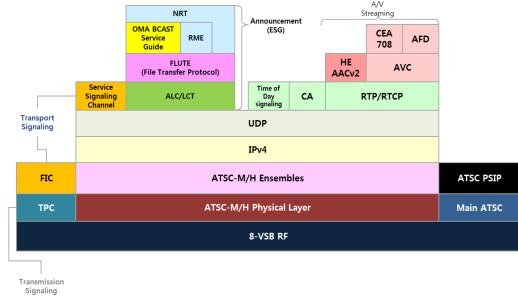 A/V
Streaming
NRT
Announcement
(ESG)
OMA BCAST
Service
Guide
RME
CEA
708
AFD
FLUTE
(File Transfer Protocol)
HE
AACv2
AVC
Service
Signaling
Channel
ALC/LCT
Time of
Day
signaling
CA
RTP/RTCP
Transport
Signaling
UDP
IPv4
FIC
ATSC-M/H Ensembles
ATSC PSIP
TPC
ATSC-M/H Physical Layer
Main ATSC
8-VSB RF
Transmission
Signaling